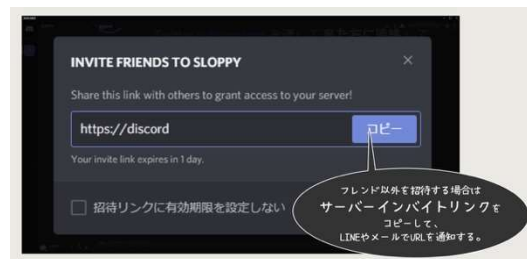 INVITE FRIENDS TO SLOPPY
Share this link with others to grant access to your server!
https://discord
コピー
Your invite link expires in 1 day.
招待リンクに有効期限を設定しない
フレンド以外を招待する場合は
サーバーインバイトリンクを
コピーして、
LINEやメールでURLを通知する。